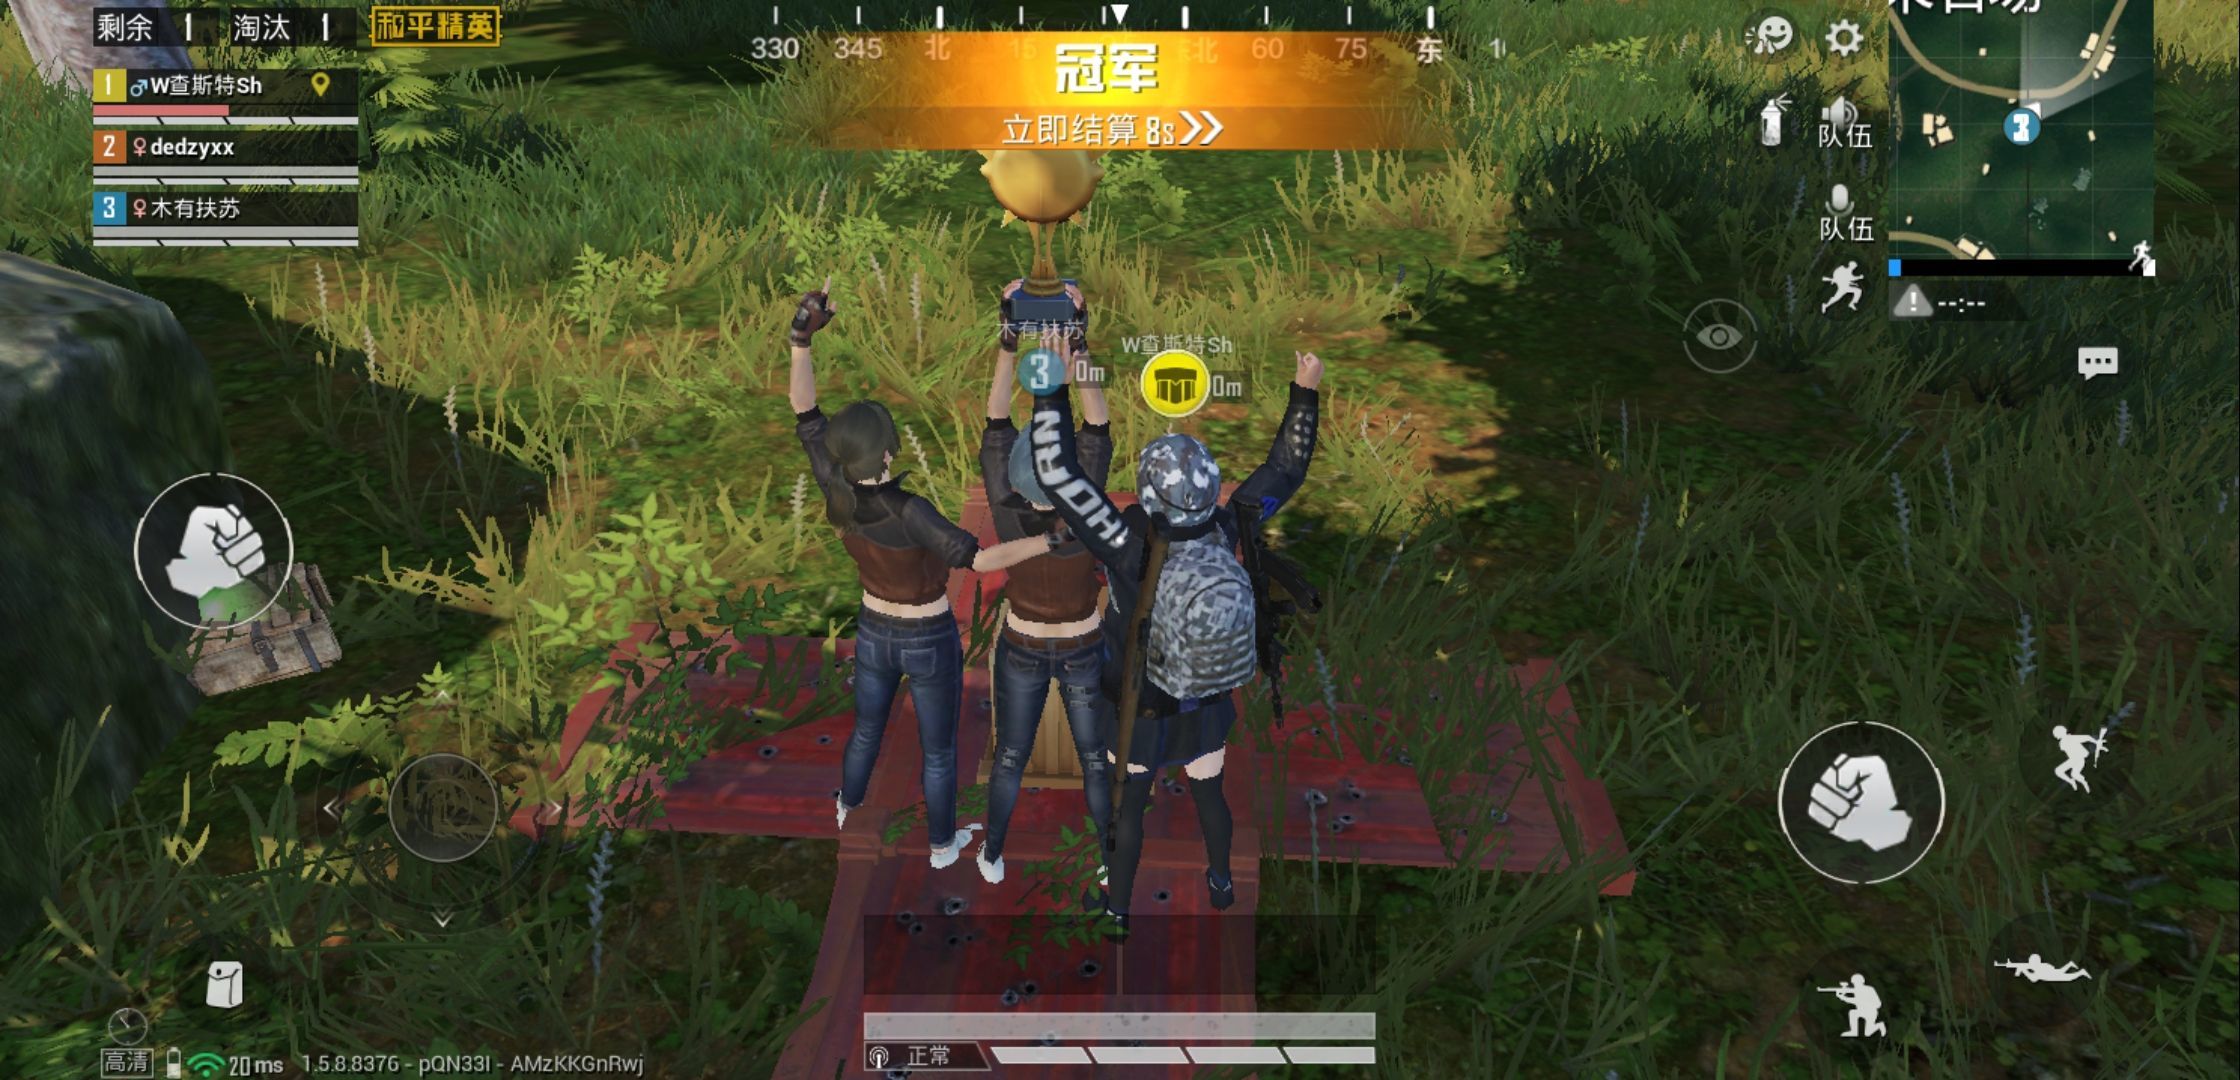 剩余 1 淘汰 1 和平精英
330 345 北 15 东北 60 75 东
冠军
立即结算 8s
1 W查斯特Sh
2 dedzyxx
3 木有扶苏
队伍
队伍
3
--:--
木有扶苏
3 0m
W查斯特Sh
0m
正常
高清 20 ms 1.5.8.8376 - pQN33I - AMzKKGnRwj